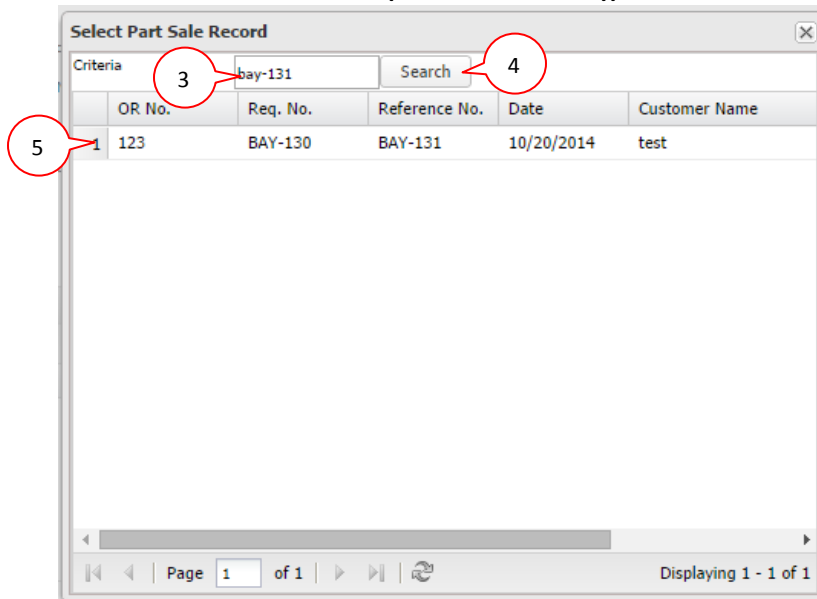 Select Part Sale Record
Criteria 3 bay-131 Search 4
OR No. Req. No. Reference No. Date Customer Name
5 1 123 BAY-130 BAY-131 10/20/2014 test
Page 1 of 1 Displaying 1 - 1 of 1